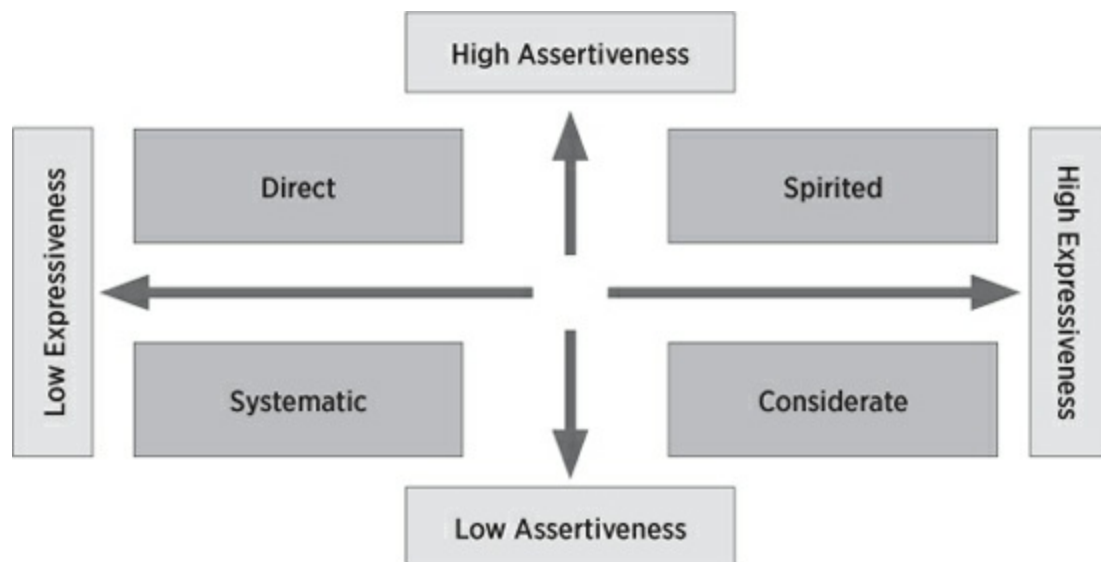 High Assertiveness
Low Expressiveness
Direct
Spirited
High Expressiveness
Systematic
Considerate
Low Assertiveness